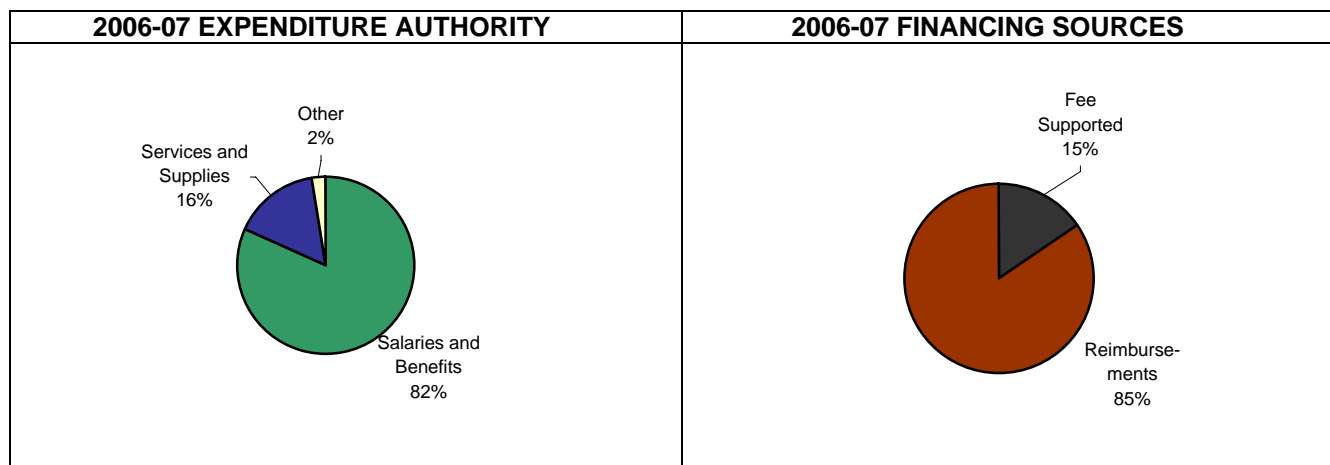 2006-07 EXPENDITURE AUTHORITY
Other
2%
Services and
Supplies
16%
Salaries and
Benefits
82%
2006-07 FINANCING SOURCES
Fee
Supported
15%
Reimburse-
ments
85%